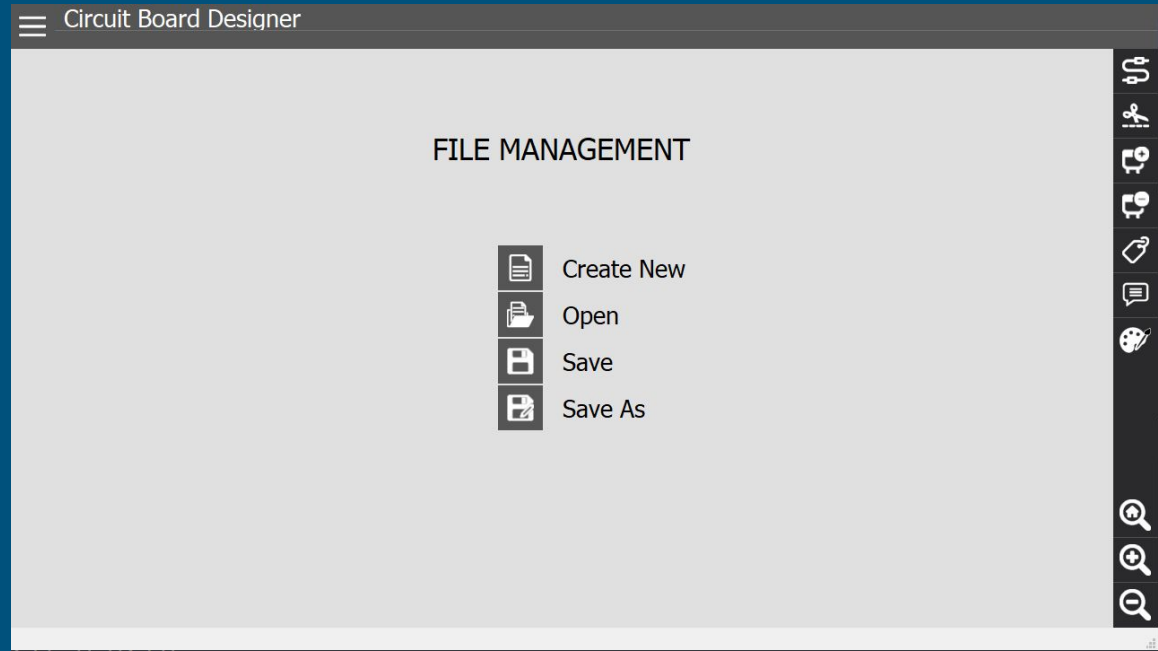 Circuit Board Designer
FILE MANAGEMENT
Create New
Open
Save
Save As